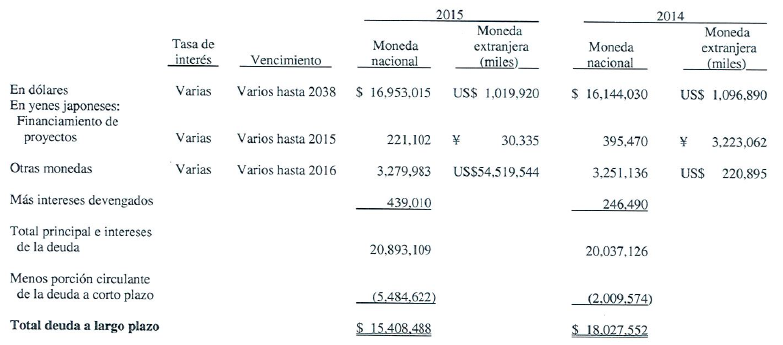 2015 2014
Moneda Moneda
Tasa de Moneda extranjera Moneda extranjera
interés Vencimiento nacional (miles) nacional (miles)
En dólares Varias Varios hasta 2038 $ 16,953,015 US$ 1,019,920 $ 16,144,030 US$ 1,096,890
En yenes japoneses:
Financiamiento de
proyectos Varias Varios hasta 2015 221,102 ¥ 30.335 395,470 ¥ 3,223,062
Otras monedas Varias Varios hasta 2016 3,279,983 US$54,519,544 3,251,136 US$ 220,895
Más intereses devengados 439,010 246,490
Total principal e intereses
de la deuda 20,893,109 20,037,126
Menos porción circulante
de la deuda a corto plazo (5,484,622) (2,009,574)
Total deuda a largo plazo $ 15,408,488 $ 18,027,552